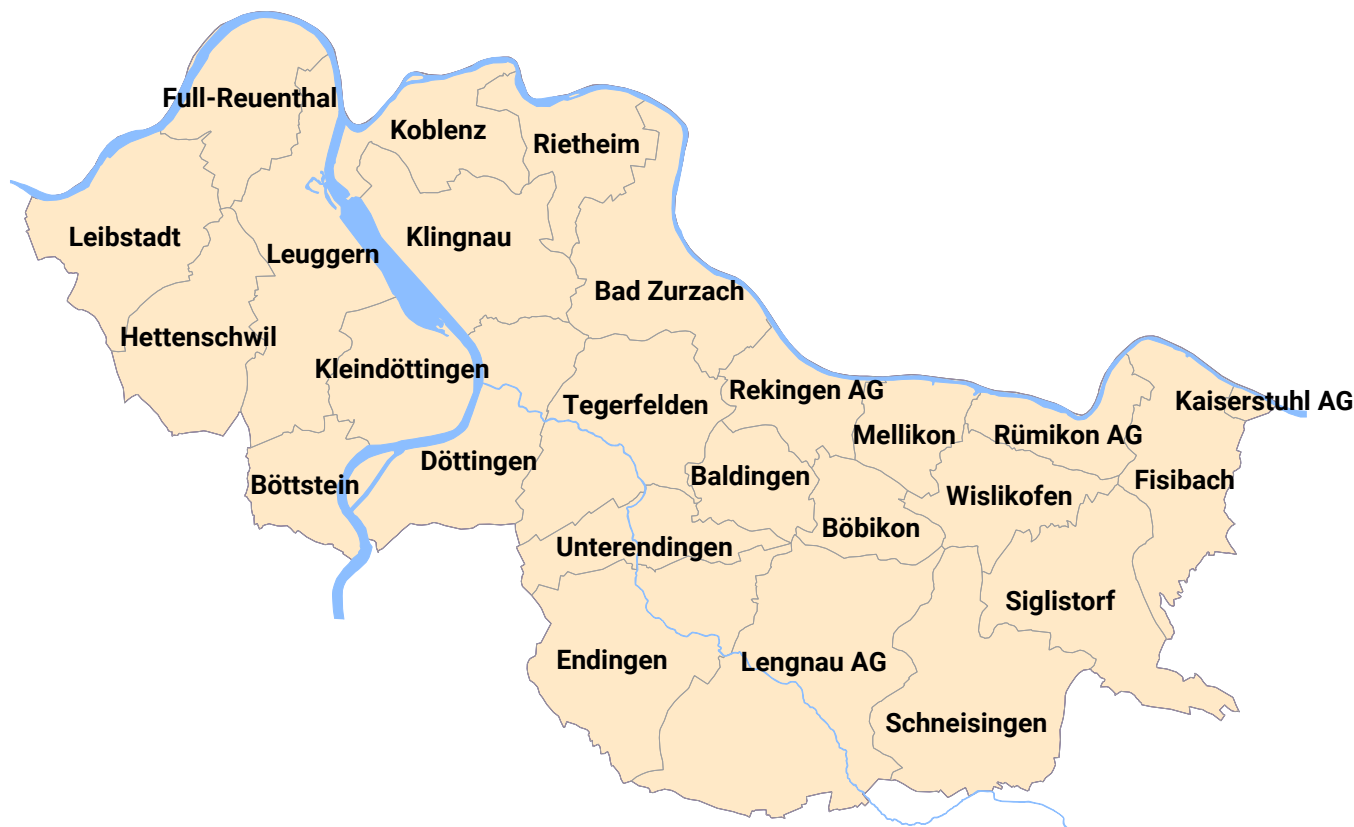 Full-Reuenthal
Koblenz
Rietheim
Leibstadt
Leuggern
Klingnau
Bad Zurzach
Hettenschwil
Kleindöttingen
Tegerfelden
Rekingen AG
Kaiserstuhl AG
Mellikon
Rümikon AG
Böttstein
Döttingen
Baldingen
Wislikofen
Fisibach
Böbikon
Unterendingen
Siglistorf
Endingen
Lengnau AG
Schneisingen